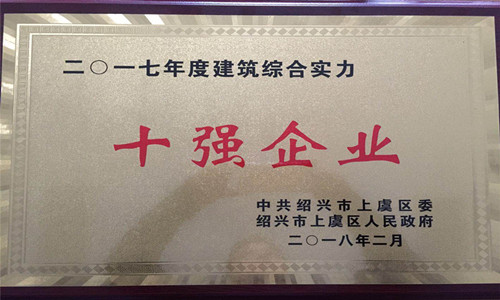 二〇一七年度建筑综合实力
十强企业
中共绍兴市上虞区委
绍兴市上虞区人民政府
二〇一八年二月